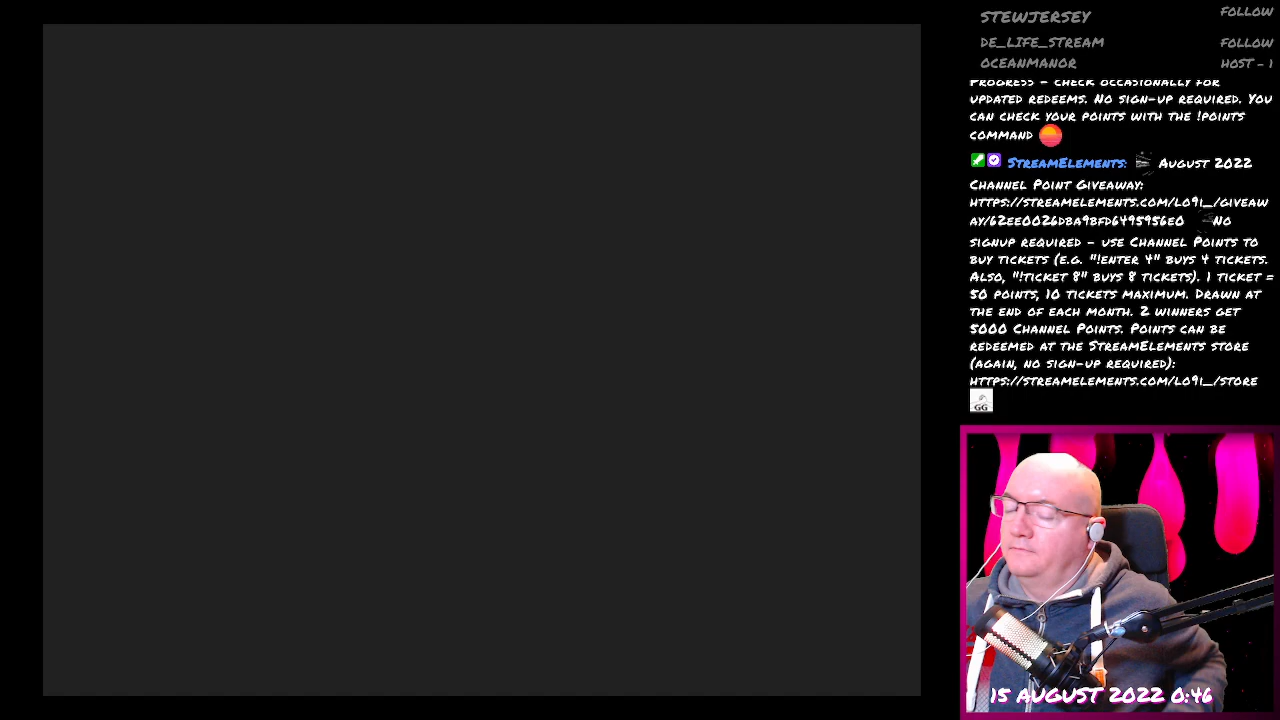 STEWJERSEY FOLLOW
DE_LIFE_STREAM FOLLOW
OCEANMANOR HOST - 1
PROGRESS - CHECK OCCASIONALLY FOR
UPDATED REDEEMS. NO SIGN-UP REQUIRED. YOU
CAN CHECK YOUR POINTS WITH THE !POINTS
COMMAND
STREAMELEMENTS: AUGUST 2022
CHANNEL POINT GIVEAWAY:
HTTPS://STREAMELEMENTS.COM/LO9I_/GIVEAW
AY/62EE0026DBA9BFD6495956E0 NO
SIGNUP REQUIRED - USE CHANNEL POINTS TO
BUY TICKETS (E.G. "!ENTER 4" BUYS 4 TICKETS.
ALSO, "!TICKET 8" BUYS 8 TICKETS). 1 TICKET =
50 POINTS, 10 TICKETS MAXIMUM. DRAWN AT
THE END OF EACH MONTH. 2 WINNERS GET
5000 CHANNEL POINTS. POINTS CAN BE
REDEEMED AT THE STREAMELEMENTS STORE
(AGAIN, NO SIGN-UP REQUIRED):
HTTPS://STREAMELEMENTS.COM/LO9I_/STORE
GG
15 AUGUST 2022 0:46